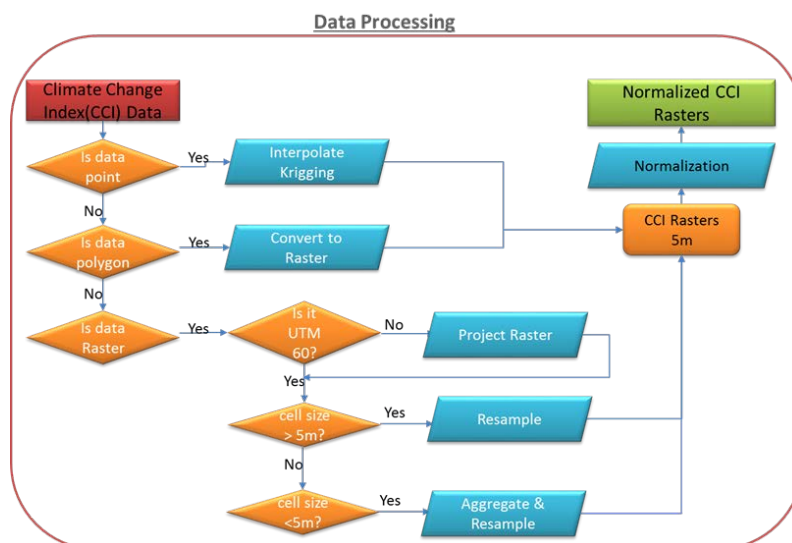 Data Processing
Climate Change
Index(CCI) Data
Normalized CCI
Rasters
Is data
point
Yes
Interpolate
Krigging
Normalization
No
Is data
polygon
Yes
Convert to
Raster
CCI Rasters
5m
No
Is data
Raster
Yes
Is it
UTM
60?
No
Project Raster
Yes
cell size
> 5m?
Yes
Resample
No
cell size
<5m?
Yes
Aggregate &
Resample